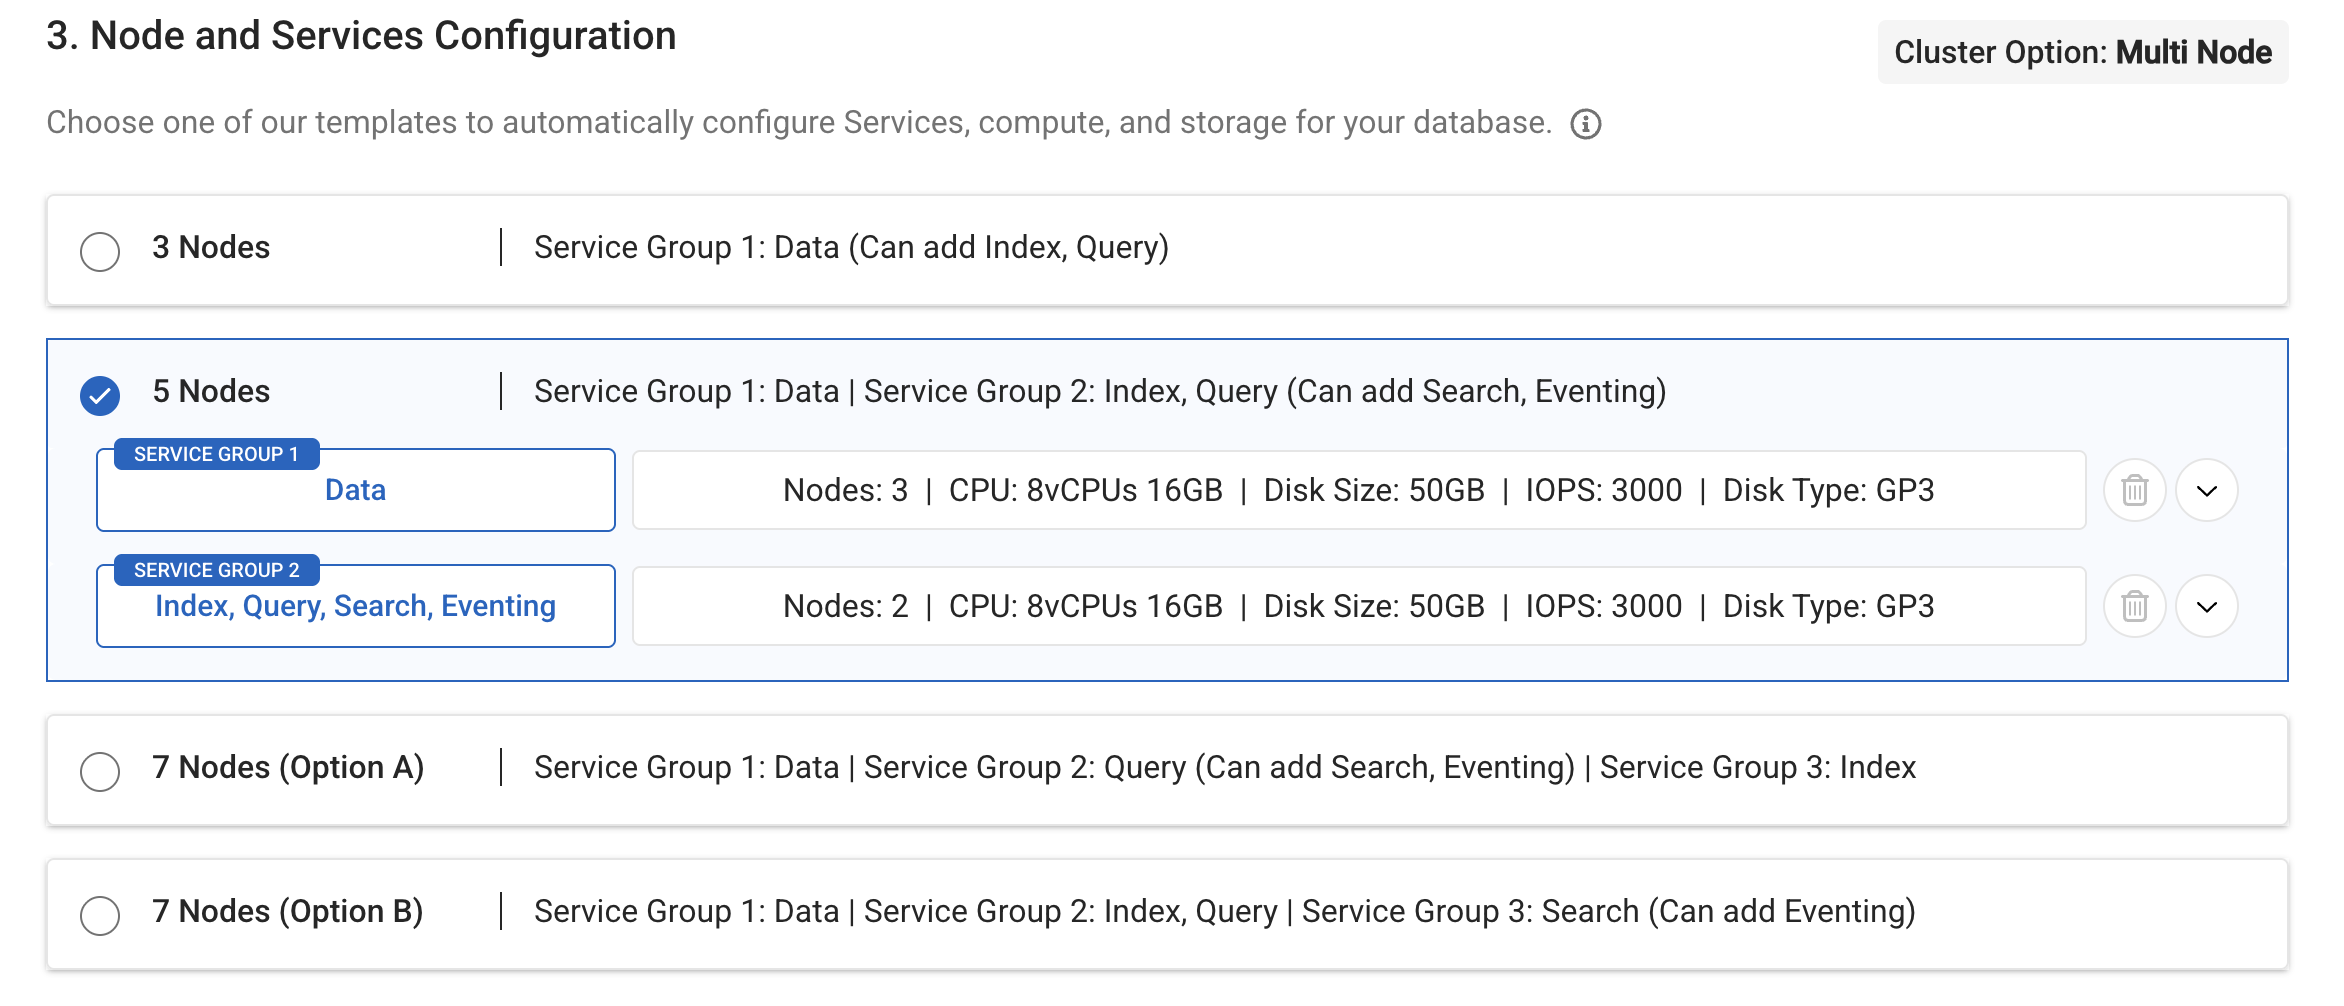 3. Node and Services Configuration
Cluster Option: Multi Node
Choose one of our templates to automatically configure Services, compute, and storage for your database.
3 Nodes | Service Group 1: Data (Can add Index, Query)
5 Nodes | Service Group 1: Data | Service Group 2: Index, Query (Can add Search, Eventing)
SERVICE GROUP 1
Data
Nodes: 3 | CPU: 8vCPUs 16GB | Disk Size: 50GB | IOPS: 3000 | Disk Type: GP3
SERVICE GROUP 2
Index, Query, Search, Eventing
Nodes: 2 | CPU: 8vCPUs 16GB | Disk Size: 50GB | IOPS: 3000 | Disk Type: GP3
7 Nodes (Option A) | Service Group 1: Data | Service Group 2: Query (Can add Search, Eventing) | Service Group 3: Index
7 Nodes (Option B) | Service Group 1: Data | Service Group 2: Index, Query | Service Group 3: Search (Can add Eventing)